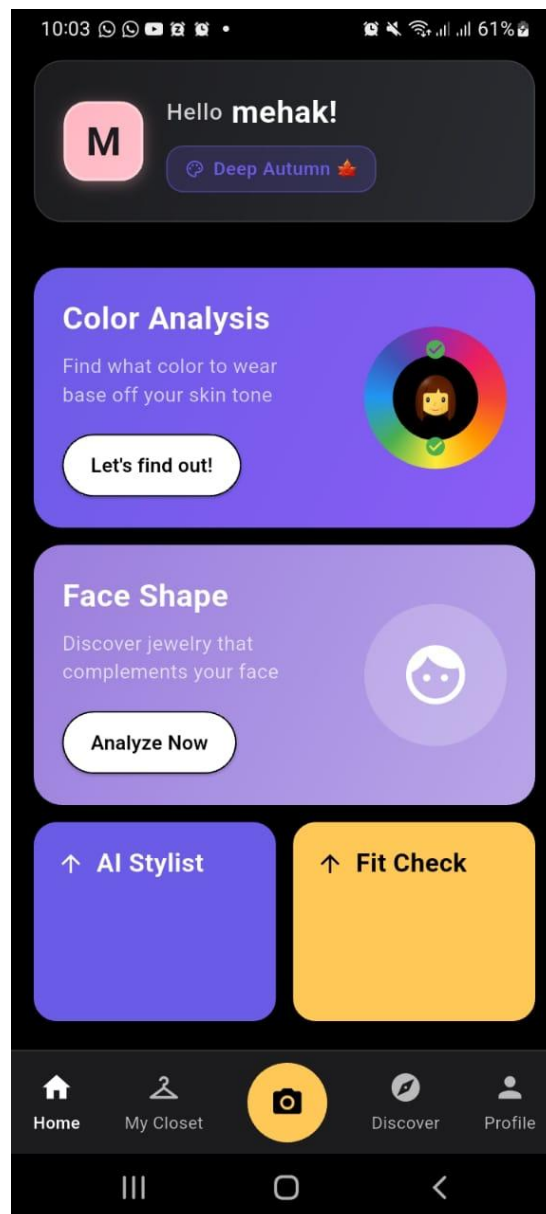 10:03 61%
M
Hello mehak!
Deep Autumn
Color Analysis
Find what color to wear
base off your skin tone
Let's find out!
Face Shape
Discover jewelry that
complements your face
Analyze Now
AI Stylist
Fit Check
Home
My Closet
Discover
Profile